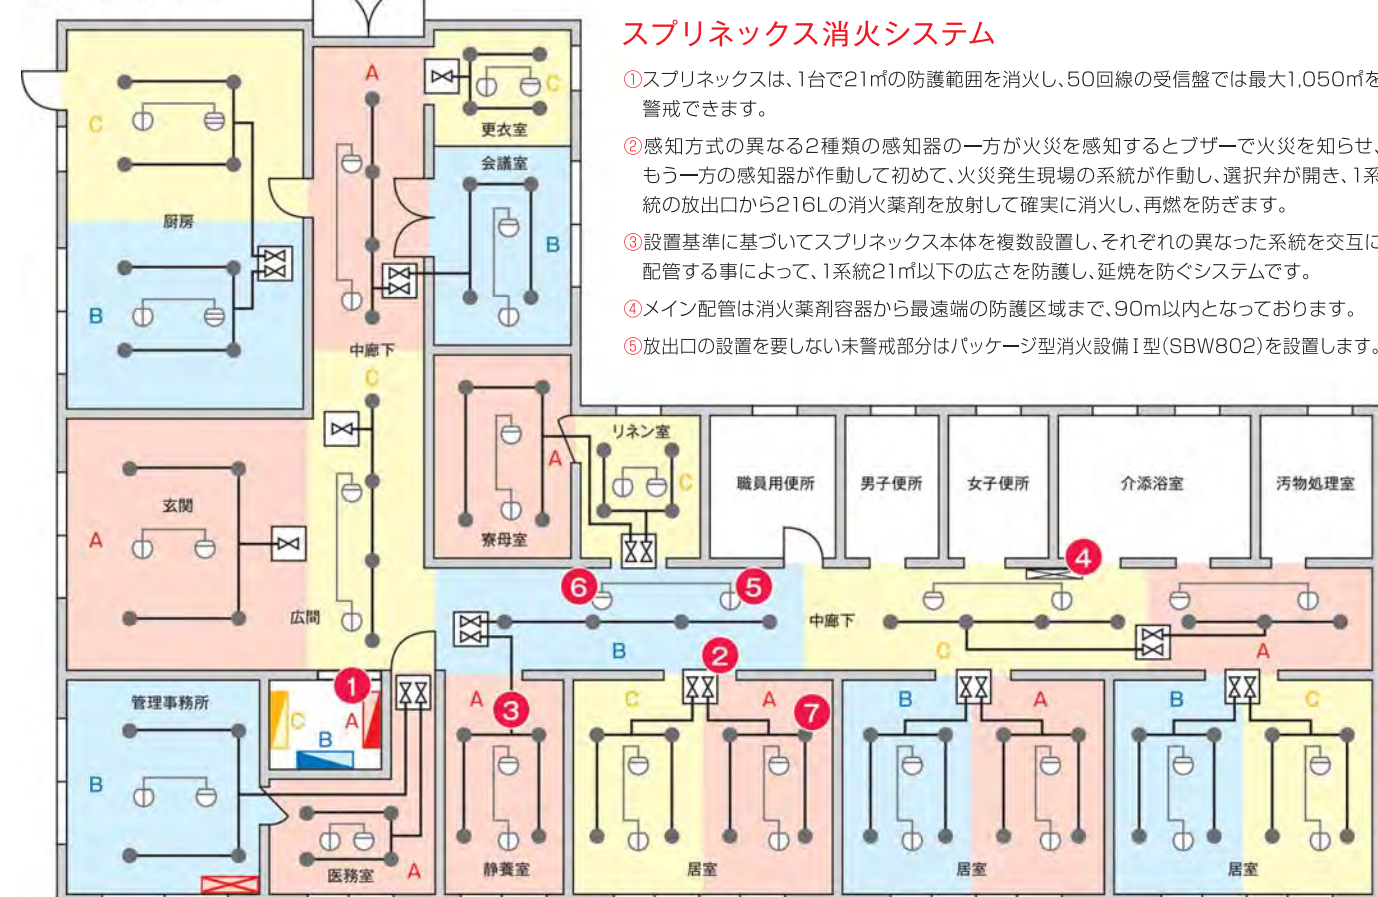 スプリネックス消火システム
①スプリネックスは、1台で21㎡の防護範囲を消火し、50回線の受信盤では最大1,050㎡を
警戒できます。
②感知方式の異なる2種類の感知器の一方が火災を感知するとブザーで火災を知らせ、
もう一方の感知器が作動して初めて、火災発生現場の系統が作動し、選択弁が開き、1系
統の放出口から216Lの消火薬剤を放射して確実に消火し、再燃を防ぎます。
③設置基準に基づいてスプリネックス本体を複数設置し、それぞれの異なった系統を交互に
配管する事によって、1系統21㎡以下の広さを防護し、延焼を防ぐシステムです。
④メイン配管は消火薬剤容器から最遠端の防護区域まで、90m以内となっております。
⑤放出口の設置を要しない未警戒部分はパッケージ型消火設備Ⅰ型(SBW802)を設置します。
A
C
更衣室
C
会議室
厨房
B
B
中廊下
C
リネン室
A
C
職員用便所
男子便所
女子便所
介添浴室
汚物処理室
玄関
A
寮母室
4
6
5
広間
中廊下
B
2
C
A
1
管理事務所
C
A
B
A
3
C
A
7
B
A
B
C
B
医務室
A
静養室
居室
居室
居室